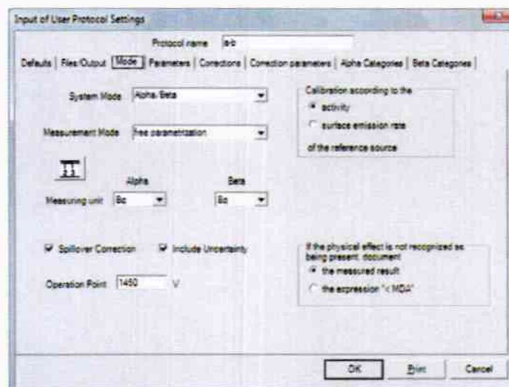 Input of User Protocol Settings
Protocol name a-b
Defaults Files/Output Mode Parameters Corrections Correction parameters Alpha Categories Beta Categories
System Mode Alpha/Beta
Calibration according to the
activity
surface emission rate
of the reference source
Measurement Mode free parametrization
Alpha Beta
Measuring unit Bq Bq
Spillover Correction Include Uncertainty
If the physical effect is not recognized as
being present, document
the measured result
the expression "< MDA"
Operation Point 1450 V
OK Print Cancel